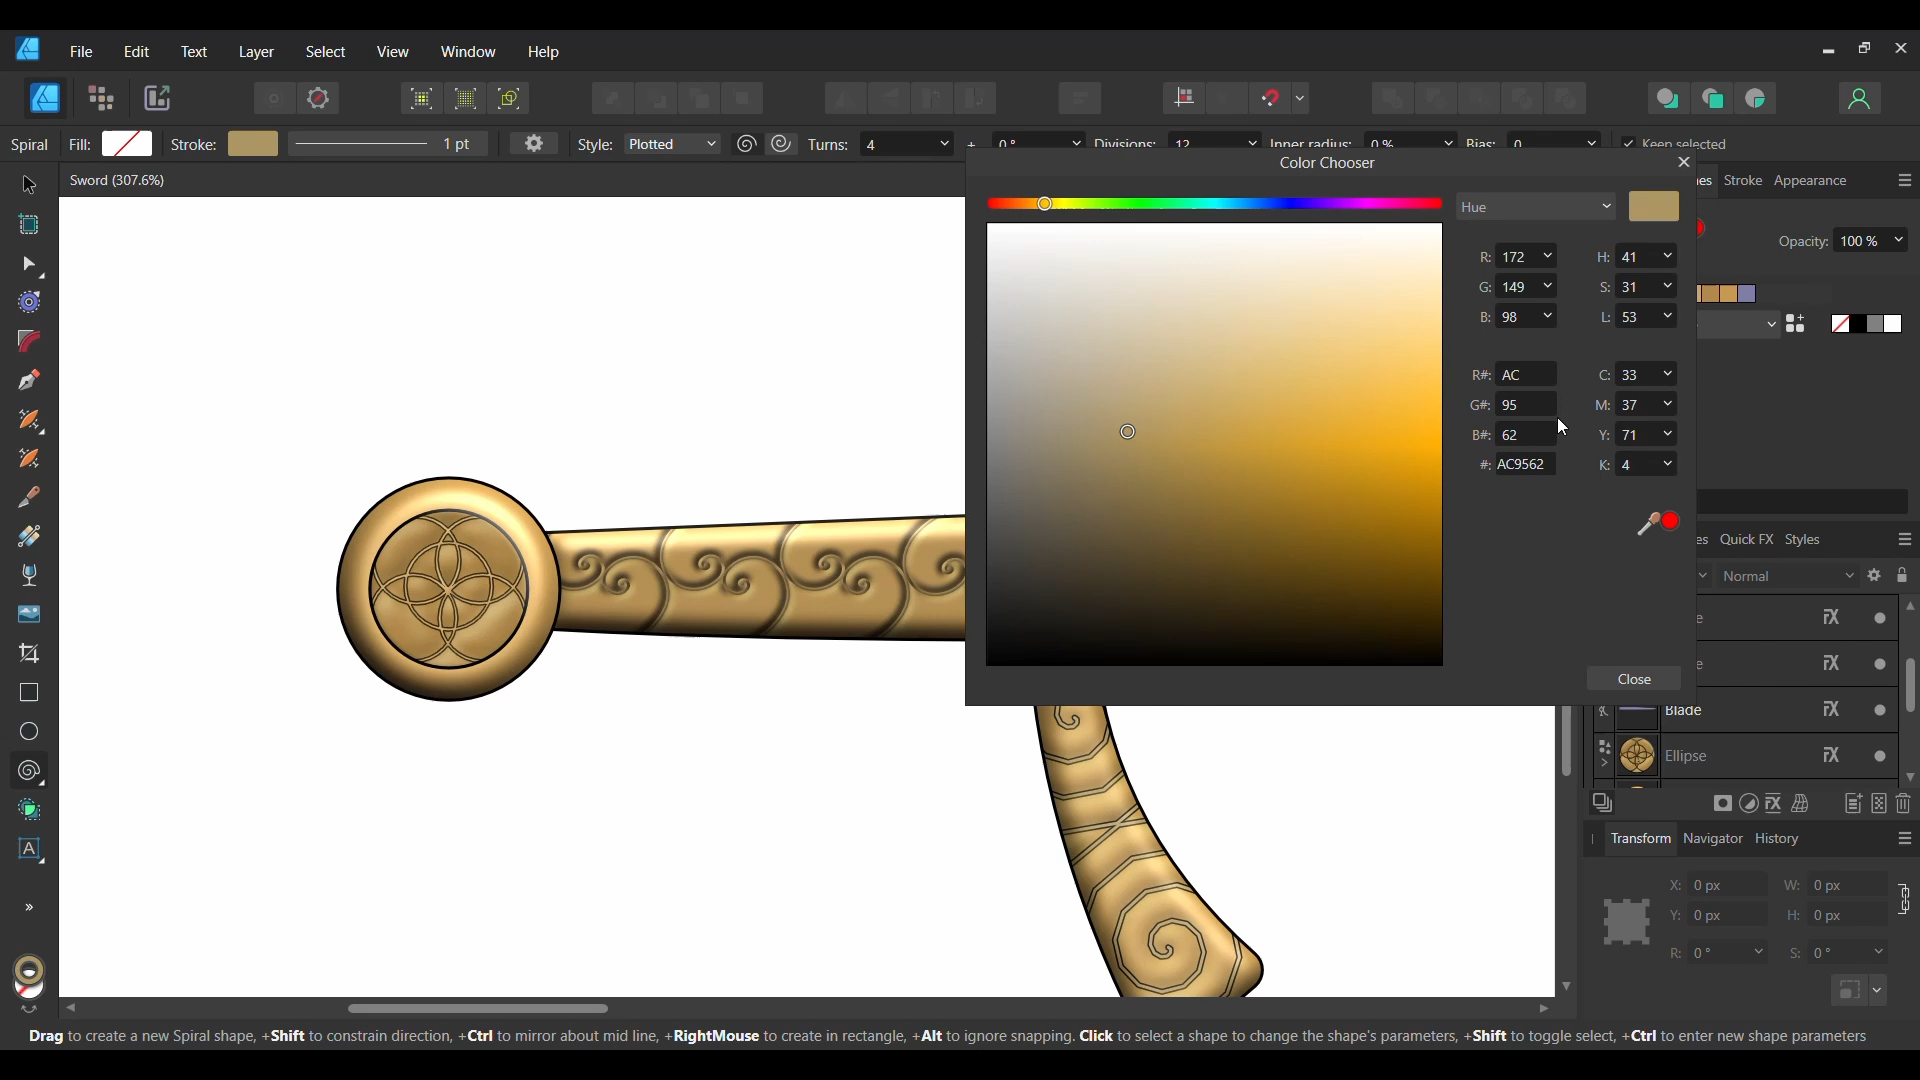 File Edit Text Layer Select View Window Help
Spiral Fill: Stroke: 1 pt Style: Plotted Turns: 4 + 0 ° Divisions: 12 Inner radius: 0 % Bias: 0 Keep selected
Sword (307.6%)
Color Chooser
Stroke Appearance
Hue
Opacity: 100 %
R: 172 H: 41
G: 149 S: 31
B: 98 L: 53
R#: AC C: 33
G#: 95 M: 37
B#: 62 Y: 71
#: AC9562 K: 4
Close
Quick FX Styles
Normal
FX
FX
Blade FX
Ellipse FX
FX
A
»
Transform Navigator History
X: 0 px W: 0 px
Y: 0 px H: 0 px
R: 0 ° S: 0 °
Drag to create a new Spiral shape, +Shift to constrain direction, +Ctrl to mirror about mid line, +RightMouse to create in rectangle, +Alt to ignore snapping. Click to select a shape to change the shape's parameters, +Shift to toggle select, +Ctrl to enter new shape parameters